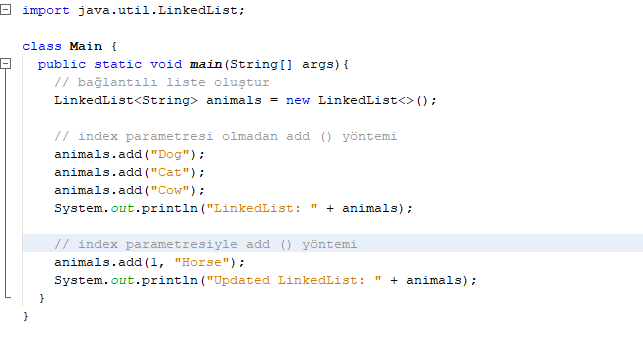 import java.util.LinkedList;
class Main {
public static void main(String[] args){
// bağlantılı liste oluştur
LinkedList<String> animals = new LinkedList<>();
// index parametresi olmadan add () yöntemi
animals.add("Dog");
animals.add("Cat");
animals.add("Cow");
System.out.println("LinkedList: " + animals);
// index parametresiyle add () yöntemi
animals.add(1, "Horse");
System.out.println("Updated LinkedList: " + animals);
}
}